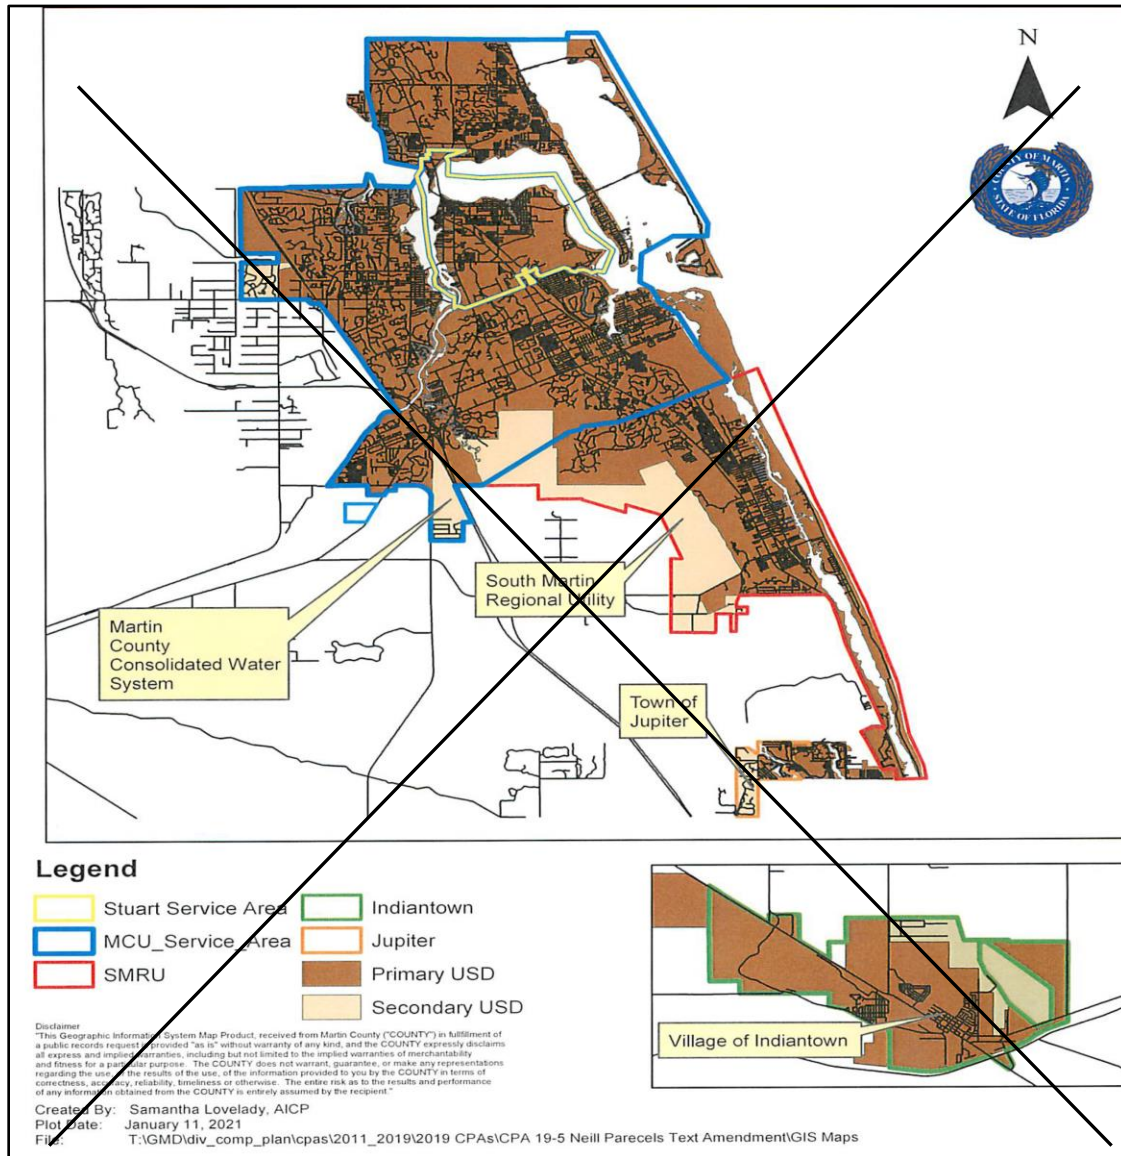 N
COUNTY OF MARTIN
STATE OF FLORIDA
South Martin
Regional Utility
Martin
County
Consolidated Water
System
Town of
Jupiter
Legend
Stuart Service Area
MCU_Service_Area
SMRU
Indiantown
Jupiter
Primary USD
Secondary USD
Village of Indiantown
Disclaimer
"This Geographic Information System Map Product, received from Martin County ("COUNTY") in fullfillment of
a public records request is provided "as is" without warranty of any kind, and the COUNTY expressly disclaims
all express and implied warranties, including but not limited to the implied warranties of merchantability
and fitness for a particular purpose. The COUNTY does not warrant, guarantee, or make any representations
regarding the use, or the results of the use, of the information provided to you by the COUNTY in terms of
correctness, accuracy, reliability, timeliness or otherwise. The entire risk as to the results and performance
of any information obtained from the COUNTY is entirely assumed by the recipient."
Created By: Samantha Lovelady, AICP
Plot Date: January 11, 2021
File: T:\GMD\div_comp_plan\cpas\2011_2019\2019 CPAs\CPA 19-5 Neill Parecels Text Amendment\GIS Maps